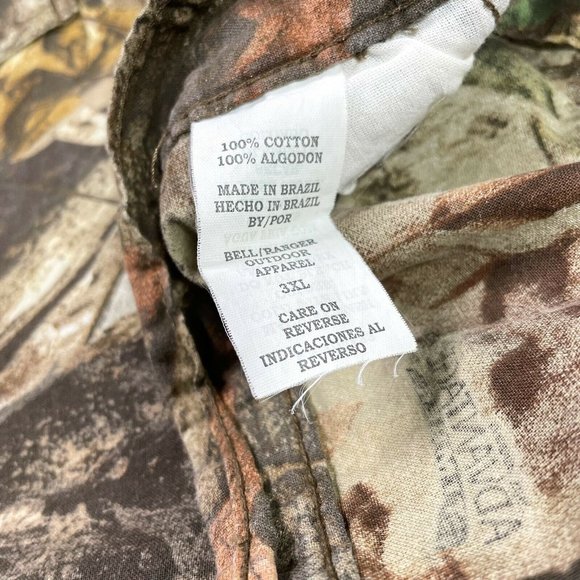 100% COTTON
100% ALGODON
MADE IN BRAZIL
HECHO IN BRAZIL
BY/POR
BELL/RANGER
OUTDOOR
APPAREL
3XL
CARE ON
REVERSE
INDICACIONES AL
REVERSO